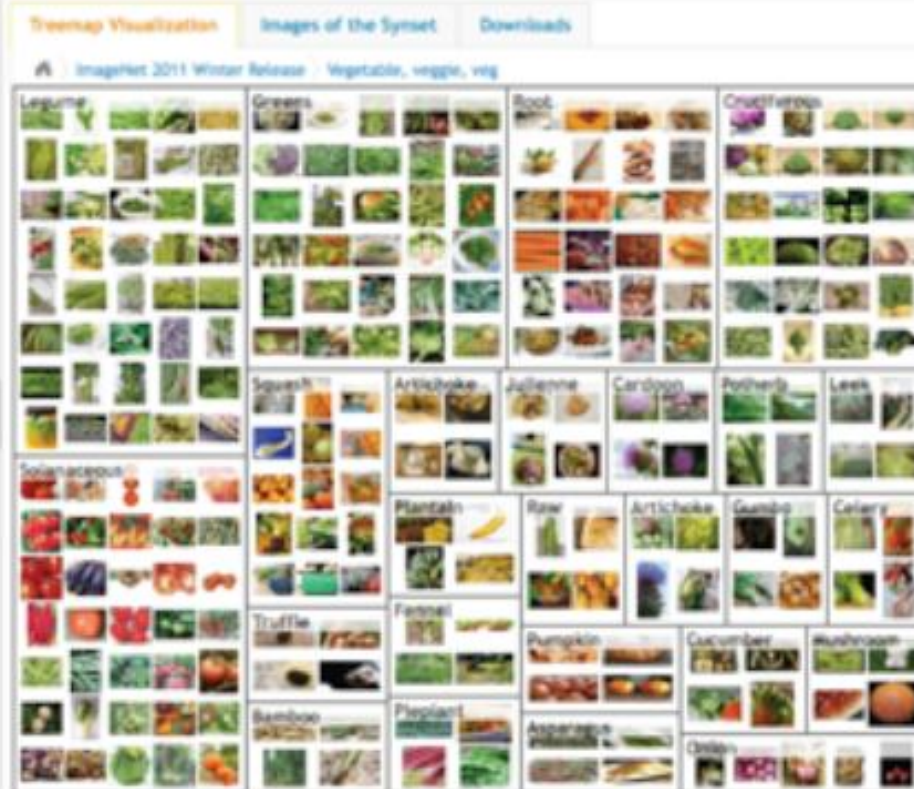 Treemap Visualization Images of the Synset Downloads
ImageNet 2011 Winter Release Vegetable, veggie, veg
Legume Greens Root Cruciferous
Squash Artichoke Julienne Cardoon Potherb Leek
Solanaceous
Plantain Raw Artichoke Gumbo Celery
Truffle Fennel
Pumpkin Cucumber Mushroom
Bamboo Pieplant
Asparagus
Onion